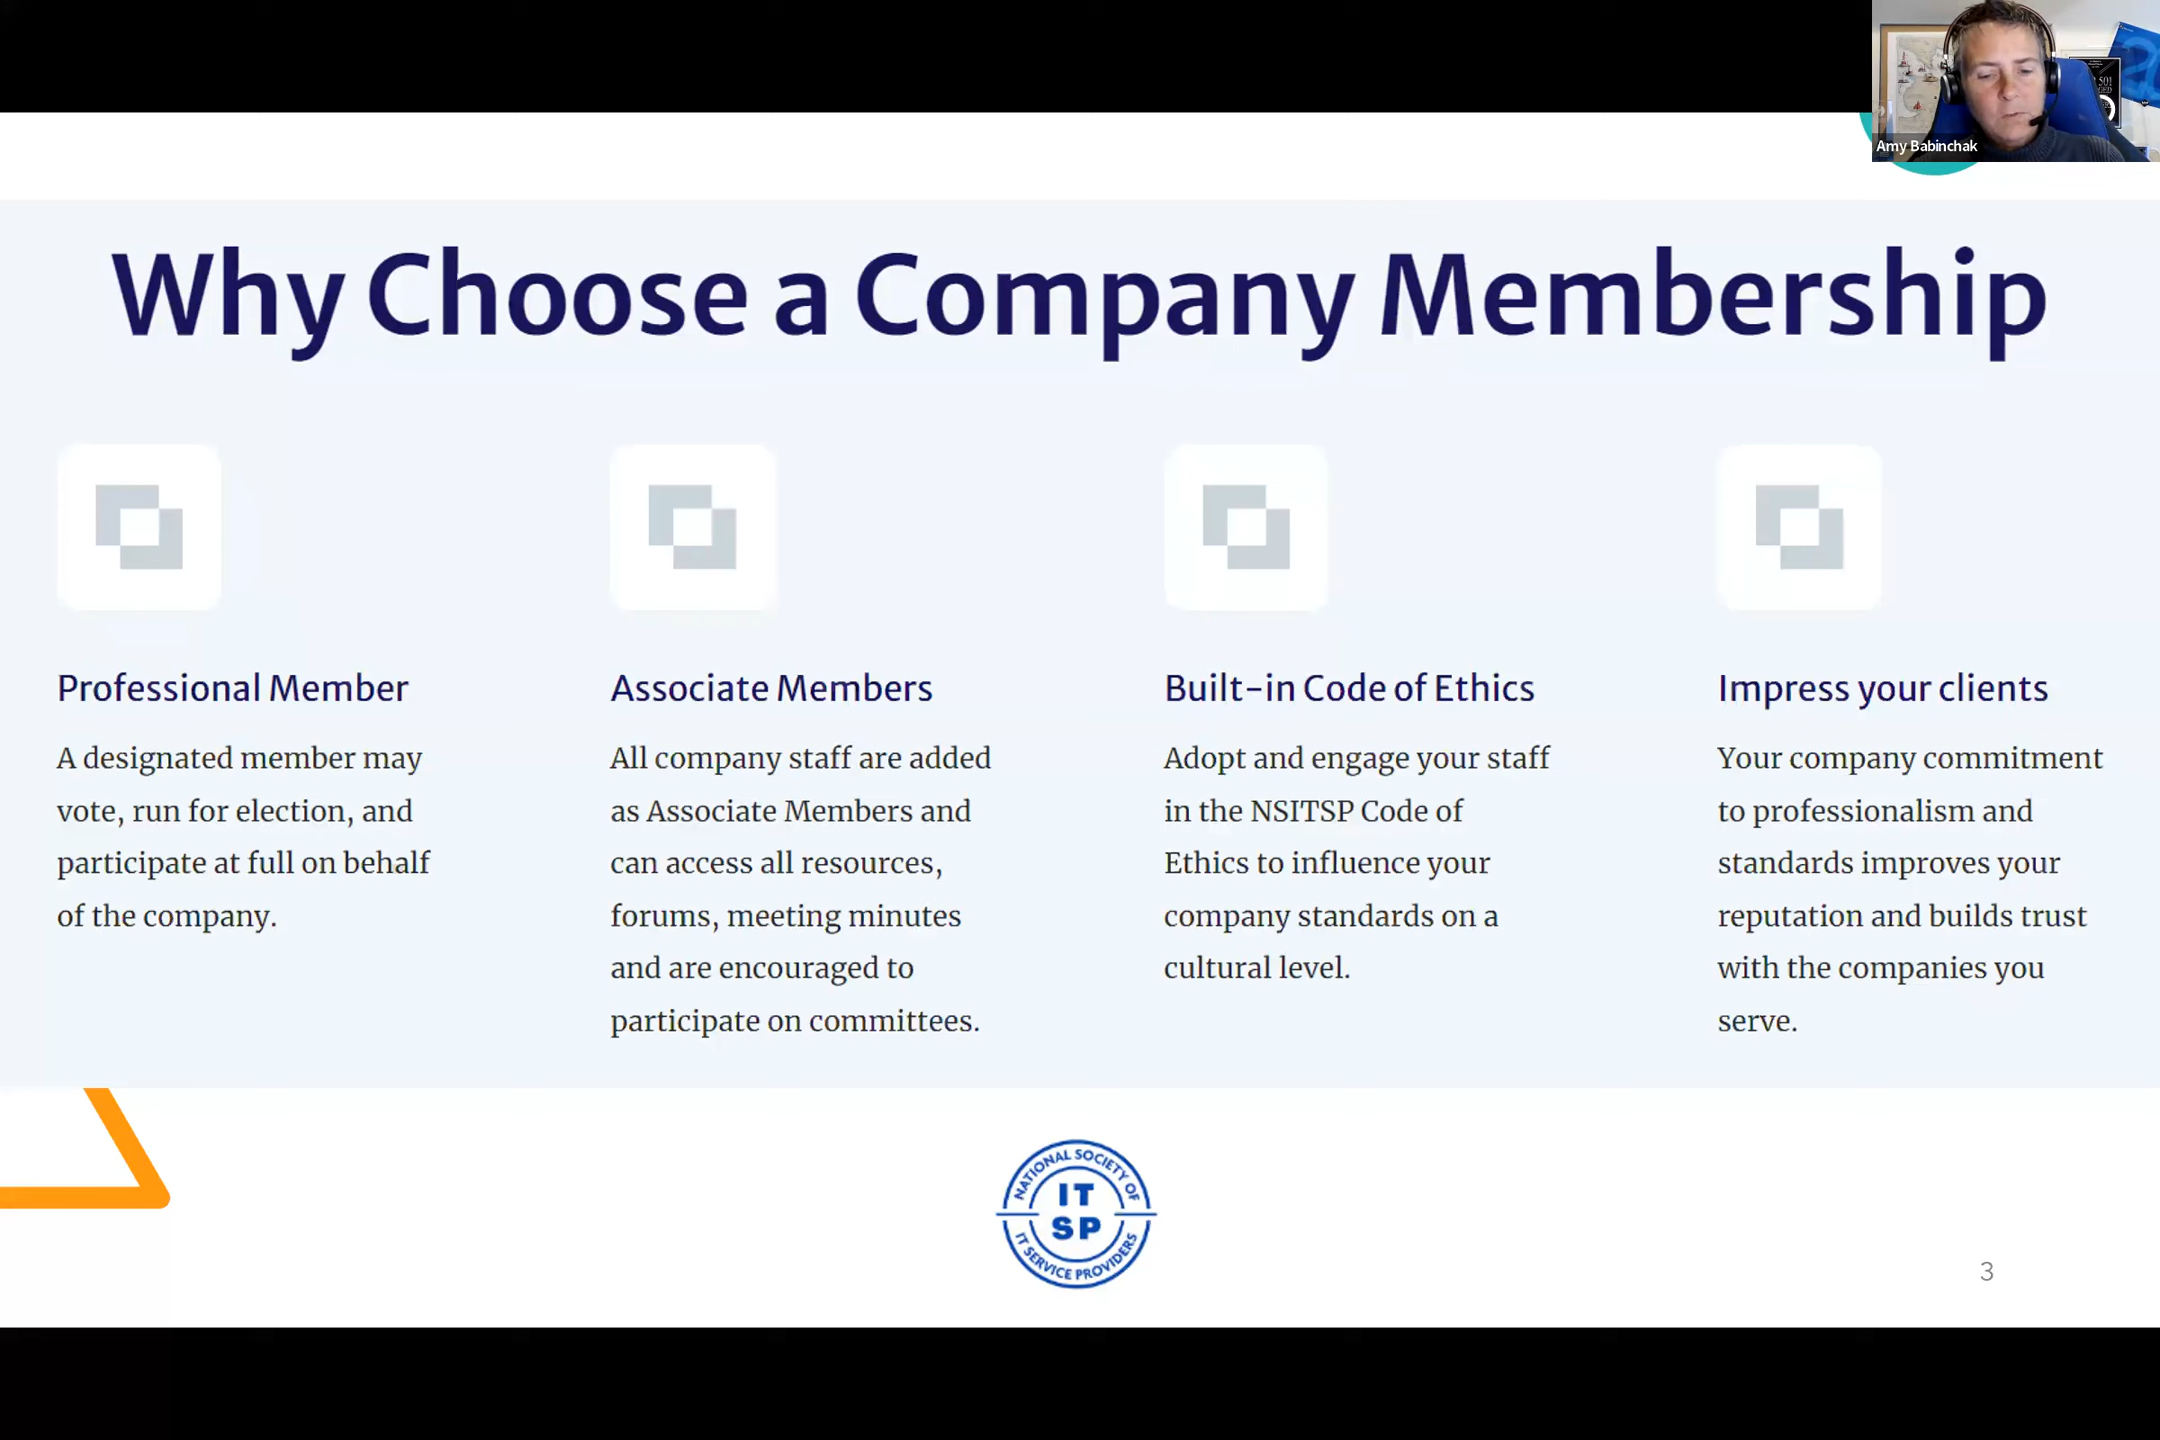 Amy Babinchak
Why Choose a Company Membership
Professional Member
A designated member may
vote, run for election, and
participate at full on behalf
of the company.
Associate Members
All company staff are added
as Associate Members and
can access all resources,
forums, meeting minutes
and are encouraged to
participate on committees.
Built-in Code of Ethics
Adopt and engage your staff
in the NSITSP Code of
Ethics to influence your
company standards on a
cultural level.
Impress your clients
Your company commitment
to professionalism and
standards improves your
reputation and builds trust
with the companies you
serve.
NATIONAL SOCIETY OF
IT
SP
IT SERVICE PROVIDERS
3